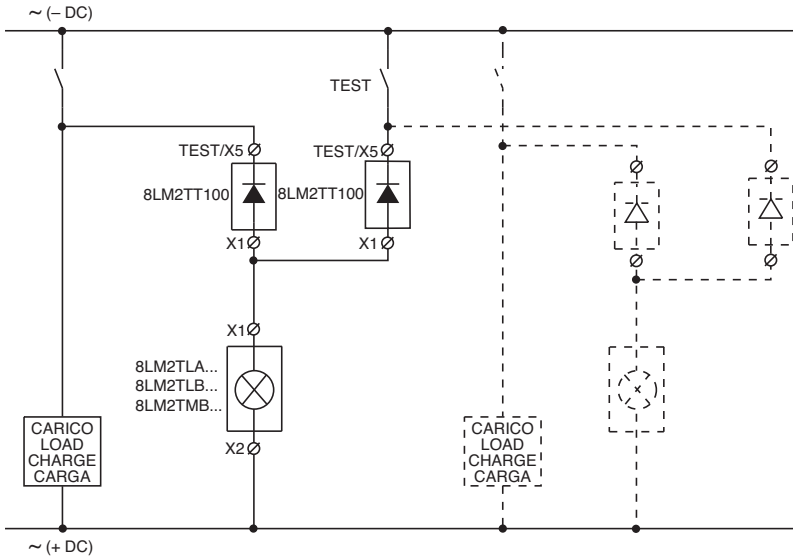 ~ (– DC)
TEST
TEST/X5
TEST/X5
8LM2TT100
8LM2TT100
X1
X1
X1
8LM2TLA...
8LM2TLB...
8LM2TMB...
X2
CARICO
LOAD
CHARGE
CARGA
CARICO
LOAD
CHARGE
CARGA
~ (+ DC)